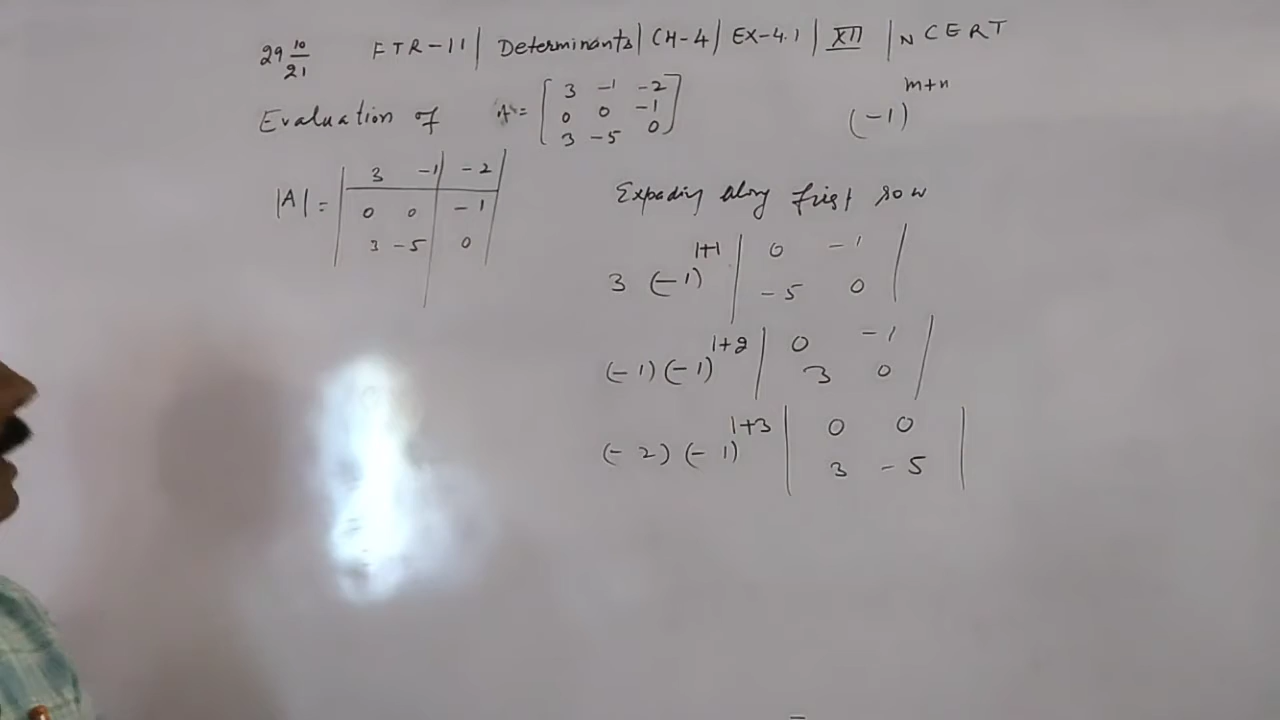 29 10/21 FTR-11 | Determinants | CH-4 | EX-4.1 | XII | NCERT
Evaluation of A = [ 3 -1 -2
0 0 -1
3 -5 0 ]
(-1)^m+n
|A| = | 3 -1 -2 |
| 0 0 -1 |
| 3 -5 0 |
Expading along first row
3 (-1)^1+1 | 0 -1 |
| -5 0 |
(-1)(-1)^1+2 | 0 -1 |
| 3 0 |
(-2)(-1)^1+3 | 0 0 |
| 3 -5 |